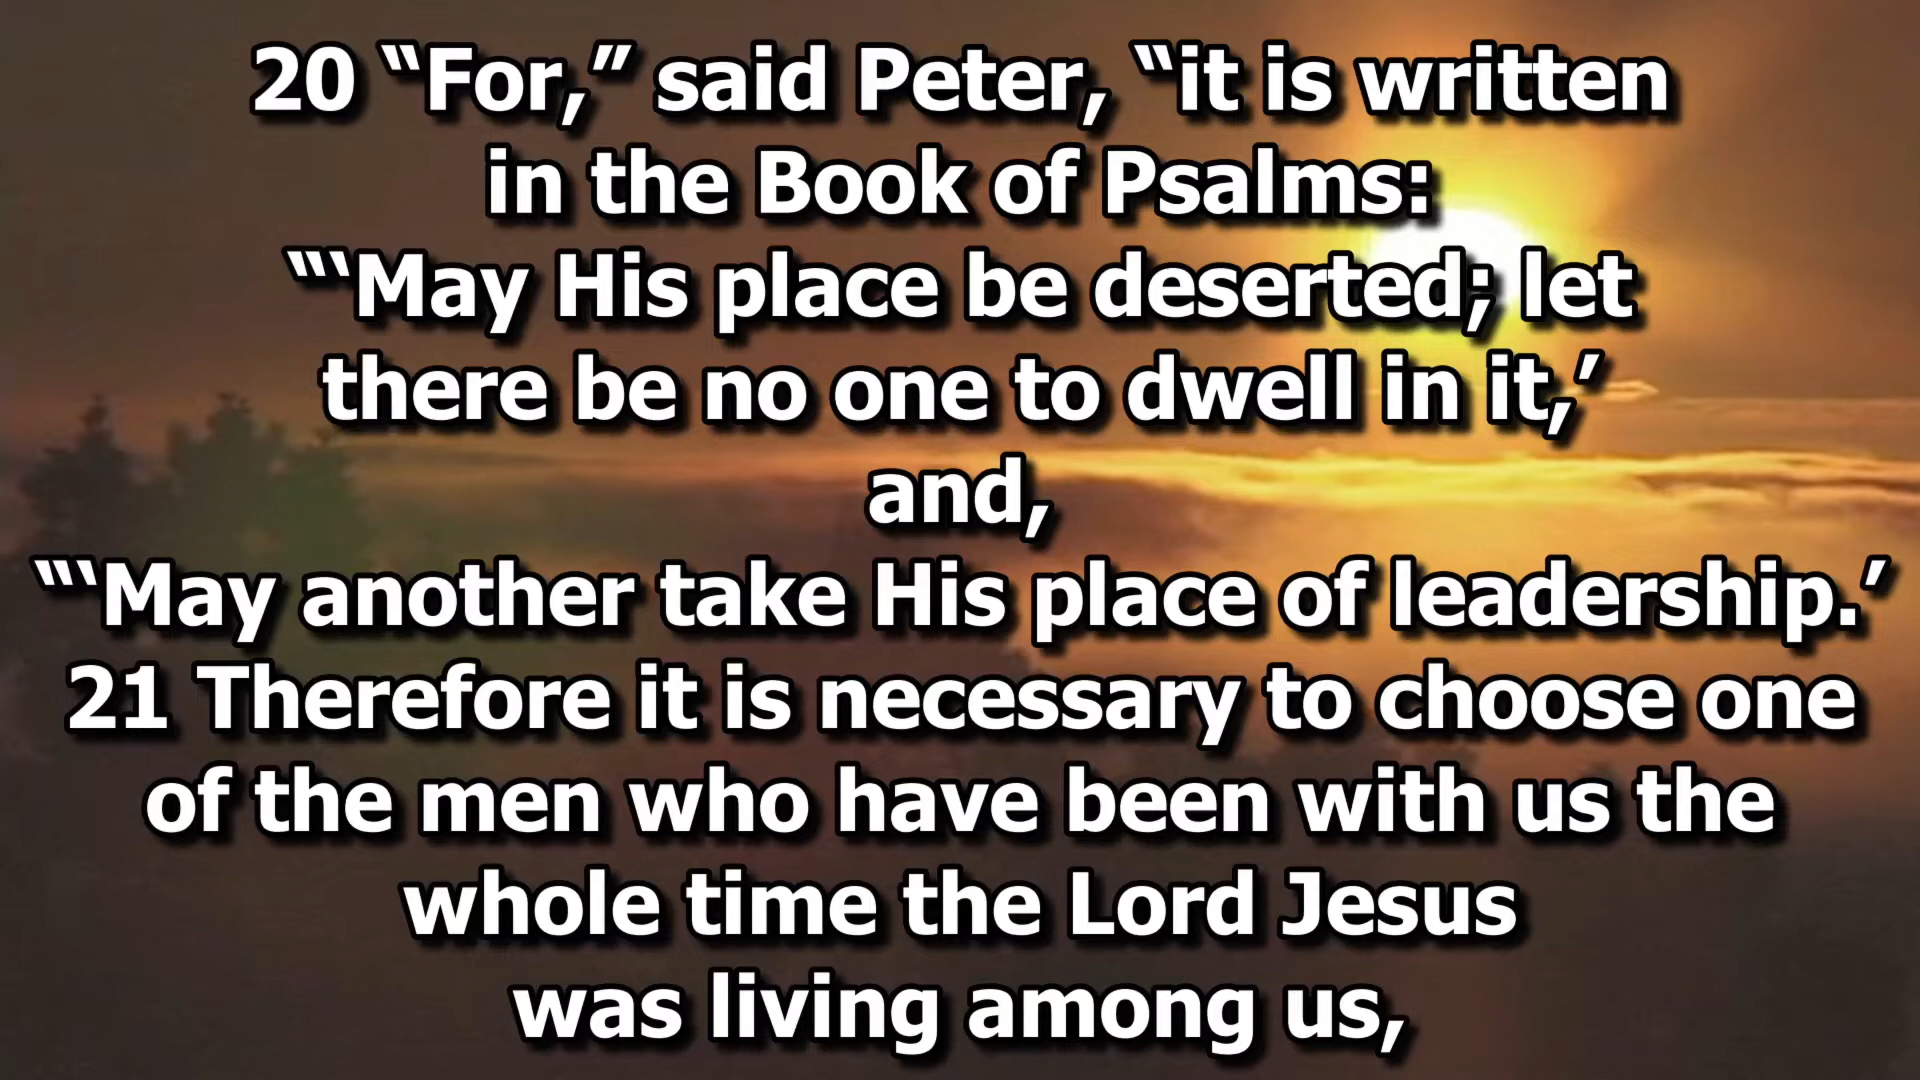 20 “For,” said Peter, “it is written
in the Book of Psalms:
“‘May His place be deserted; let
there be no one to dwell in it,’
and,
“‘May another take His place of leadership.’
21 Therefore it is necessary to choose one
of the men who have been with us the
whole time the Lord Jesus
was living among us,